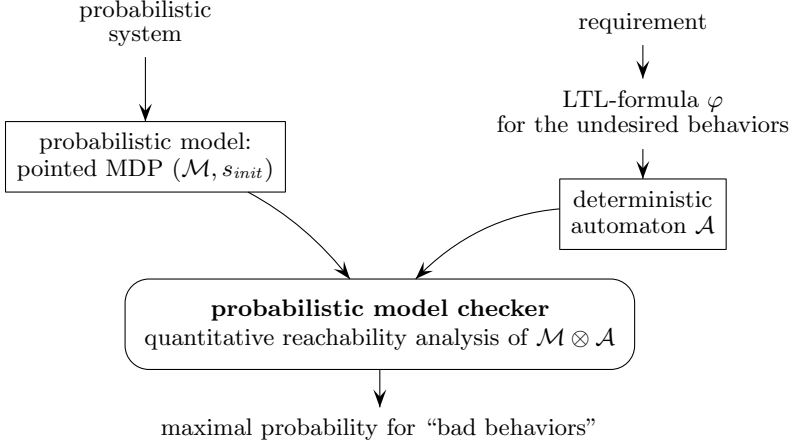 probabilistic
system
requirement
LTL-formula φ
for the undesired behaviors
probabilistic model:
pointed MDP (ℳ, s_init)
deterministic
automaton 𝒜
probabilistic model checker
quantitative reachability analysis of ℳ ⊗ 𝒜
maximal probability for “bad behaviors”